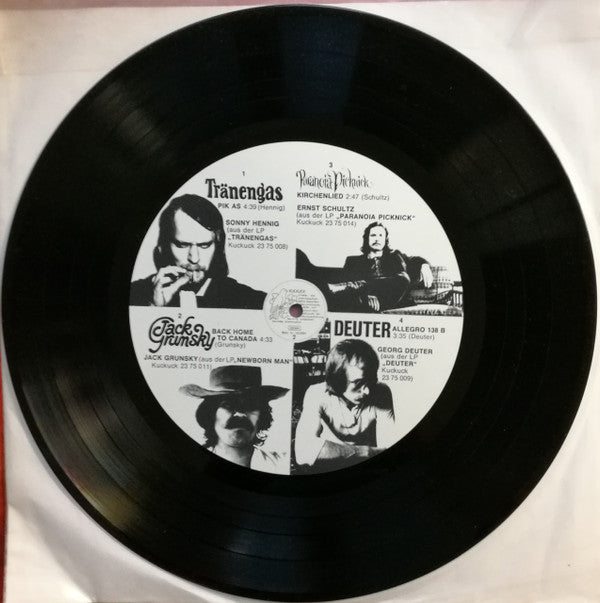 1
Tränengas
PIK AS 4:39 (Hennig)
SONNY HENNIG
(aus der LP
„TRÄNENGAS“
Kuckuck 23 75 008)
3
Paranoia Picknick
KIRCHENLIED 2:47 (Schultz)
ERNST SCHULTZ
(aus der LP „PARANOIA PICKNICK“
Kuckuck 23 75 014)
2
Jack Grunsky
BACK HOME
TO CANADA 4:33
(Grunsky)
JACK GRUNSKY (aus der LP „NEWBORN MAN“
Kuckuck 23 75 011)
4
DEUTER
ALLEGRO 138 B
3:35 (Deuter)
GEORG DEUTER
(aus der LP
„DEUTER“
Kuckuck
23 75 009)